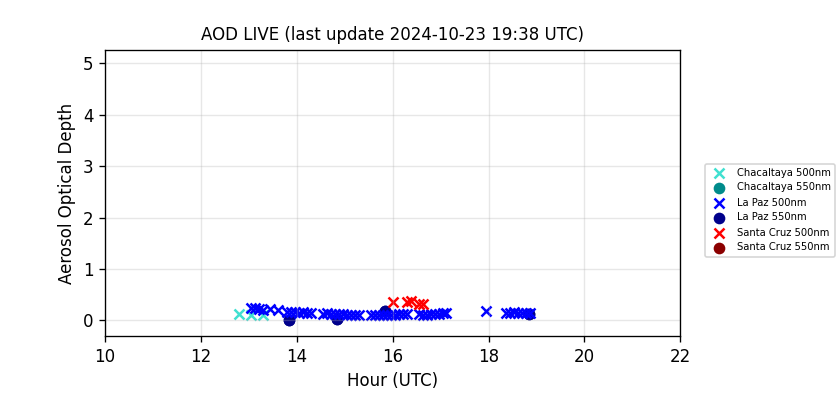 AOD LIVE (last update 2024-10-23 19:38 UTC)
Aerosol Optical Depth
5
4
3
2
1
0
10 12 14 16 18 20 22
Hour (UTC)
Chacaltaya 500nm
Chacaltaya 550nm
La Paz 500nm
La Paz 550nm
Santa Cruz 500nm
Santa Cruz 550nm